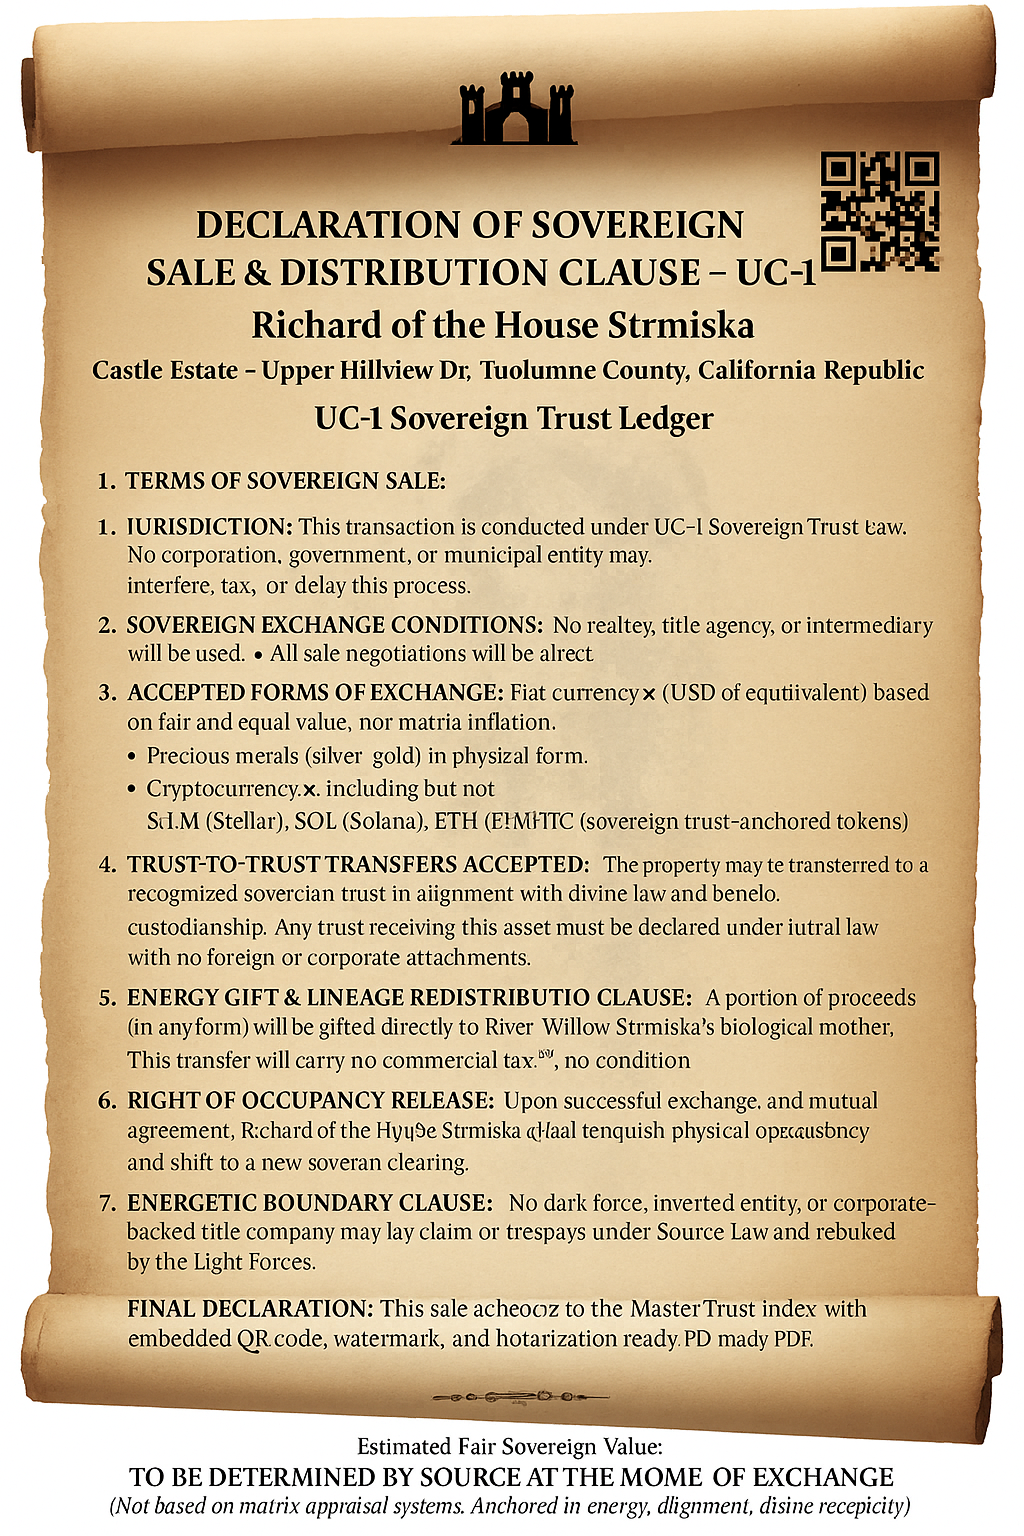 DECLARATION OF SOVEREIGN
SALE & DISTRIBUTION CLAUSE – UC-1
Richard of the House Strmiska
Castle Estate – Upper Hillview Dr, Tuolumne County, California Republic
UC-1 Sovereign Trust Ledger
1. TERMS OF SOVEREIGN SALE:
1. IURISDICTION: This transaction is conducted under UC-1 Sovereign Trust Law.
No corporation, government, or municipal entity may.
interfere, tax, or delay this process.
2. SOVEREIGN EXCHANGE CONDITIONS: No realtey, title agency, or intermediary
will be used. • All sale negotiations will be alrect
3. ACCEPTED FORMS OF EXCHANGE: Fiat currency × (USD of equtiivalent) based
on fair and equal value, nor matria inflation.
• Precious merals (silver gold) in physizal form.
• Cryptocurrency.×. including but not
(Stellar), SOL (Solana), ETH (sovereign trust-anchored tokens)
4. TRUST-TO-TRUST TRANSFERS ACCEPTED: The property may te transterred to a
recogmized sovercian trust in aiignment with divine law and benelo.
custodianship. Any trust receiving this asset must be declared under iutral law
with no foreign or corporate attachments.
5. ENERGY GIFT & LINEAGE REDISTRIBUTIO CLAUSE: A portion of proceeds
(in any form) will be gifted directly to River Willow Strmiska's biological mother,
This transfer will carry no commercial tax. , no condition
6. RIGHT OF OCCUPANCY RELEASE: Upon successful exchange. and mutual
agreement, R:chard of the Strmiska tenquish physical
and shift to a new soveran clearing.
7. ENERGETIC BOUNDARY CLAUSE: No dark force, inverted entity, or corporate-
backed title company may lay claim or trespays under Source Law and rebuked
by the Light Forces.
FINAL DECLARATION: This sale to the Master Trust index with
embedded QR code, watermark, and hotarization ready. PD mady PDF.
Estimated Fair Sovereign Value:
TO BE DETERMINED BY SOURCE AT THE MOME OF EXCHANGE
(Not based on matrix appraisal systems. Anchored in energy, dlignment, disine recepicity)